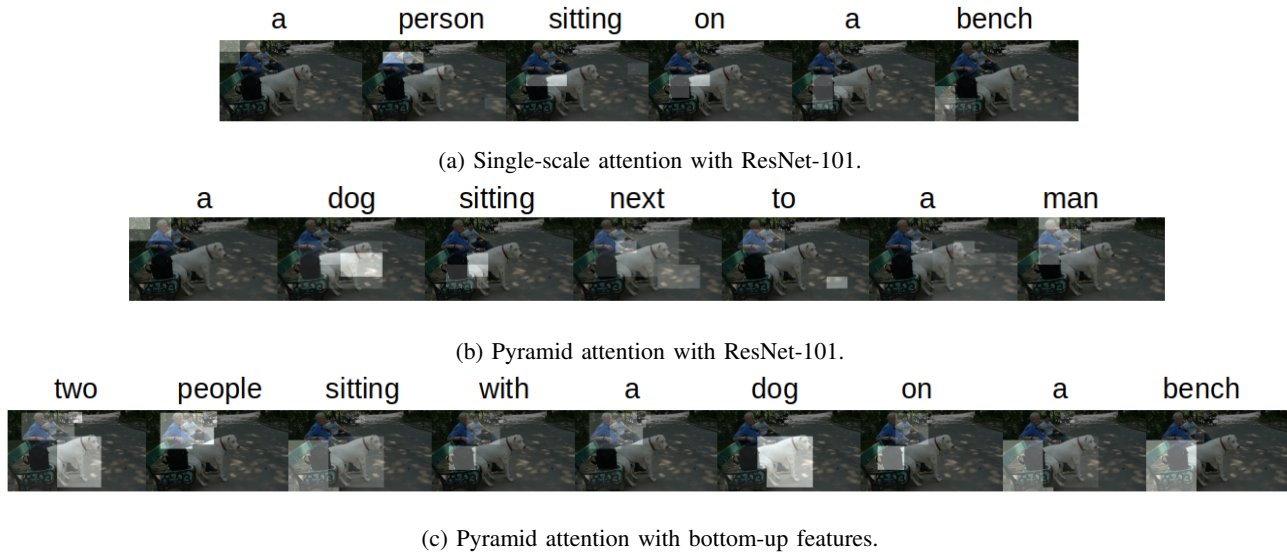 a person sitting on a bench
(a) Single-scale attention with ResNet-101.
a dog sitting next to a man
(b) Pyramid attention with ResNet-101.
two people sitting with a dog on a bench
(c) Pyramid attention with bottom-up features.